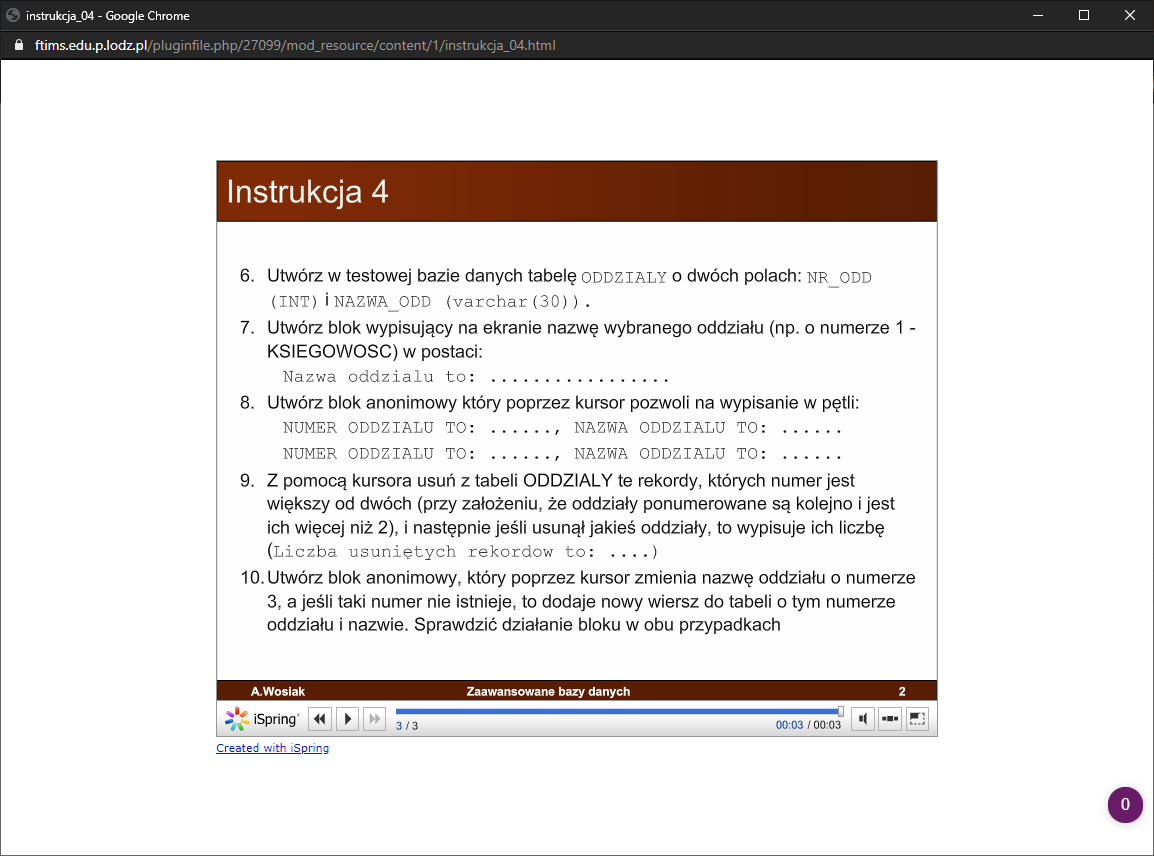 instrukcja_04 - Google Chrome
ftims.edu.p.lodz.pl/pluginfile.php/27099/mod_resource/content/1/instrukcja_04.html
Instrukcja 4
6. Utwórz w testowej bazie danych tabelę ODDZIALY o dwóch polach: NR_ODD
(INT) i NAZWA_ODD (varchar(30)).
7. Utwórz blok wypisujący na ekranie nazwę wybranego oddziału (np. o numerze 1 -
KSIEGOWOSC) w postaci:
Nazwa oddzialu to: .................
8. Utwórz blok anonimowy który poprzez kursor pozwoli na wypisanie w pętli:
NUMER ODDZIALU TO: ......, NAZWA ODDZIALU TO: ......
NUMER ODDZIALU TO: ......, NAZWA ODDZIALU TO: ......
9. Z pomocą kursora usuń z tabeli ODDZIALY te rekordy, których numer jest
większy od dwóch (przy założeniu, że oddziały ponumerowane są kolejno i jest
ich więcej niż 2), i następnie jeśli usunął jakieś oddziały, to wypisuje ich liczbę
(Liczba usuniętych rekordow to: ....)
10. Utwórz blok anonimowy, który poprzez kursor zmienia nazwę oddziału o numerze
3, a jeśli taki numer nie istnieje, to dodaje nowy wiersz do tabeli o tym numerze
oddziału i nazwie. Sprawdzić działanie bloku w obu przypadkach
A.Wosiak Zaawansowane bazy danych 2
iSpring® 3 / 3 00:03 / 00:03
Created with iSpring
0